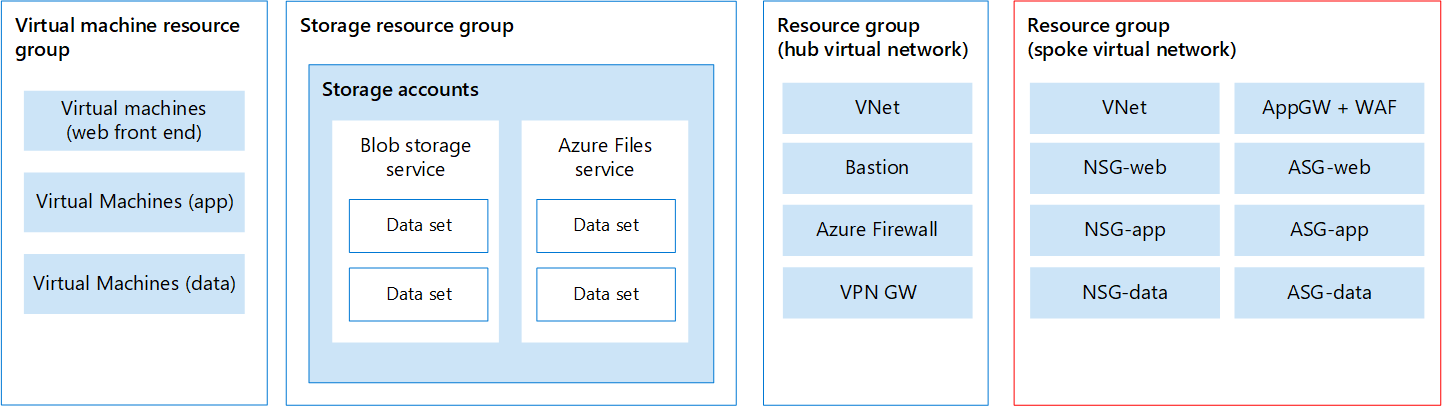 Virtual machine resource
group
Virtual machines
(web front end)
Virtual Machines (app)
Virtual Machines (data)
Storage resource group
Storage accounts
Blob storage
service
Data set
Data set
Azure Files
service
Data set
Data set
Resource group
(hub virtual network)
VNet
Bastion
Azure Firewall
VPN GW
Resource group
(spoke virtual network)
VNet
AppGW + WAF
NSG-web
ASG-web
NSG-app
ASG-app
NSG-data
ASG-data